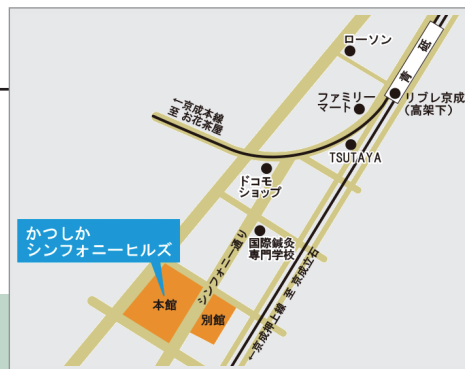 ローソン
青砥
ファミリー
マート
リブレ京成
(高架下)
←京成本線
至 お花茶屋
TSUTAYA
ドコモ
ショップ
かつしか
シンフォニーヒルズ
国際鍼灸
専門学校
シンフォニー通り
←京成押上線 至 京成立石
本館
別館